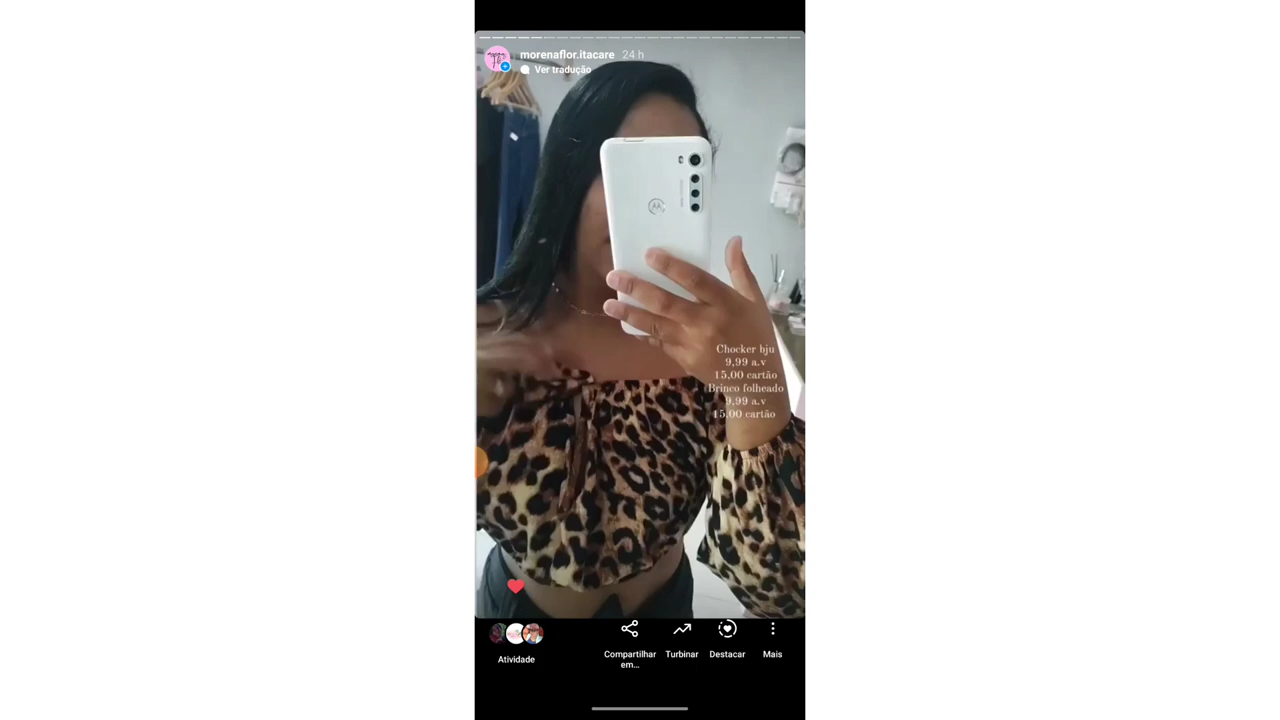 morenaflor.itacare 24 h
Ver tradução
Chocker bju
9,99 a.v
15,00 cartão
Brinco folheado
9,99 a.v
15,00 cartão
Atividade
Compartilhar
em...
Turbinar
Destacar
Mais